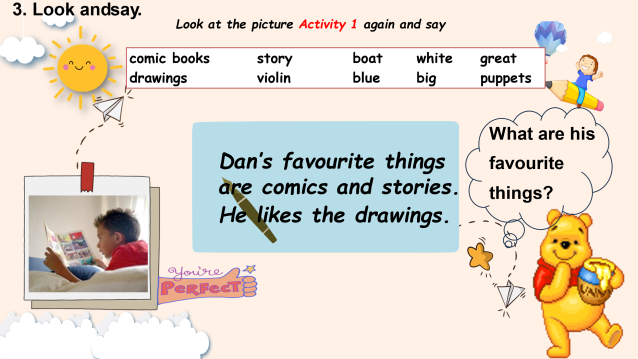 3. Look andsay.
Look at the picture Activity 1 again and say
comic books story boat white great
drawings violin blue big puppets
Dan's favourite things
are comics and stories.
He likes the drawings.
What are his
favourite
things?
You're
PERFECT
HUNNY